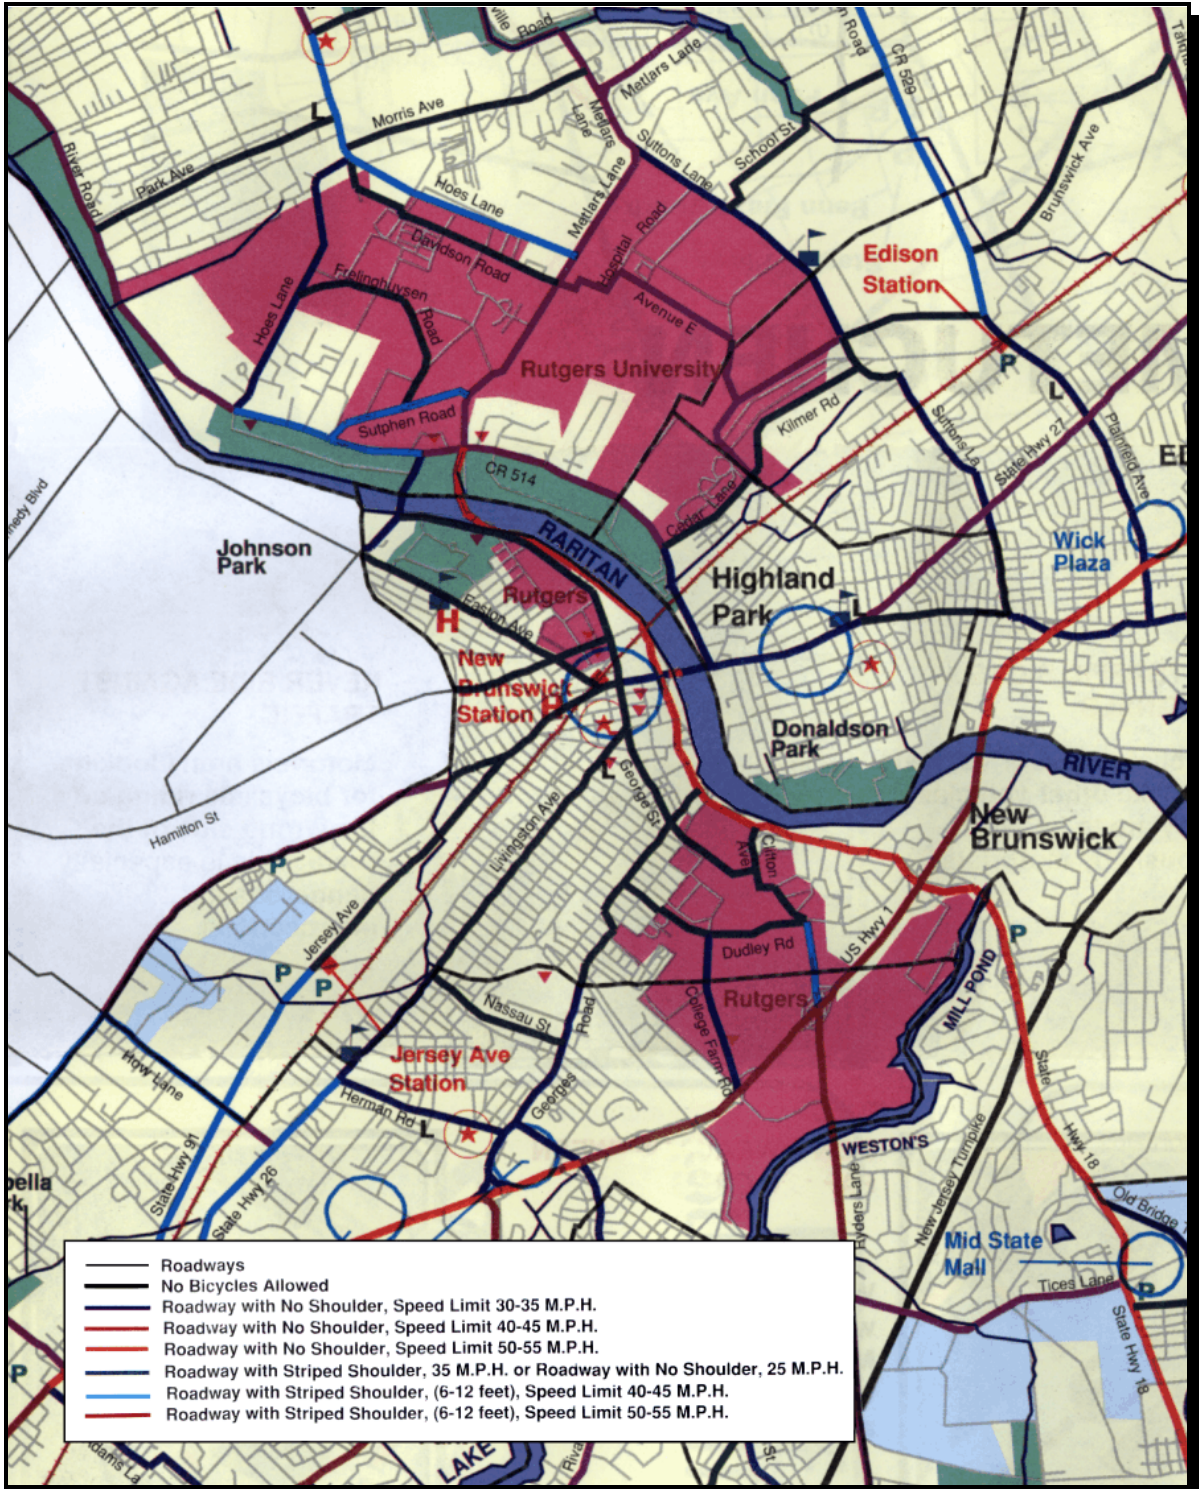 Road
Metlars Lane
Road
CR 529
L
Morris Ave
Metlars
Lane
Suttons Lane
School St
Brunswick Ave
River Road
Park Ave
Hoes Lane
Metlars Lane
Hospital Road
Davidson Road
Edison
Station
Frelinghuysen
Road
Hoes Lane
Avenue E
Rutgers University
P
L
Sutphen Road
Kilmer Rd
Suttons La
State Hwy 27
Plainfield Ave
CR 514
Cedar Lane
RARITAN
Wick
Plaza
Johnson
Park
Highland
Park
L
Rutgers
Easton Ave
H
New
Brunswick
Station
H
Donaldson
Park
RIVER
L
George St
New
Brunswick
Hamilton St
Livingston Ave
Clifton
Ave
P
Jersey Ave
Dudley Rd
US Hwy 1
P
P
P
Nassau St
Road
College Farm Rd
Rutgers
MILL POND
How Lane
Jersey Ave
Station
Herman Rd
L
Georges
State
Hwy 18
WESTON'S
State Hwy 91
State Hwy 26
Ryders Lane
New Jersey Turnpike
Old Bridge
Mid State
Mall
Tices Lane
P
State Hwy 18
Roadways
No Bicycles Allowed
Roadway with No Shoulder, Speed Limit 30-35 M.P.H.
Roadway with No Shoulder, Speed Limit 40-45 M.P.H.
Roadway with No Shoulder, Speed Limit 50-55 M.P.H.
Roadway with Striped Shoulder, 35 M.P.H. or Roadway with No Shoulder, 25 M.P.H.
Roadway with Striped Shoulder, (6-12 feet), Speed Limit 40-45 M.P.H.
Roadway with Striped Shoulder, (6-12 feet), Speed Limit 50-55 M.P.H.
P
LAKE
St